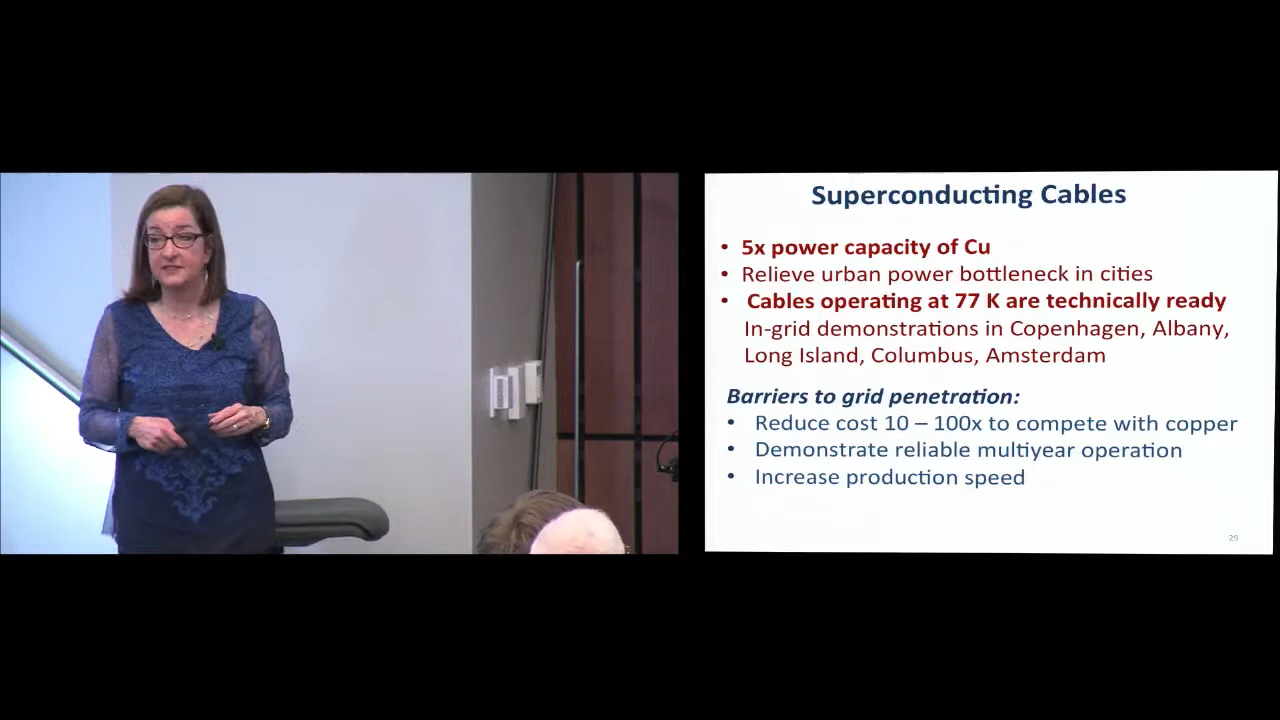 Superconducting Cables
• 5x power capacity of Cu
• Relieve urban power bottleneck in cities
• Cables operating at 77 K are technically ready
In-grid demonstrations in Copenhagen, Albany,
Long Island, Columbus, Amsterdam
Barriers to grid penetration:
• Reduce cost 10 – 100x to compete with copper
• Demonstrate reliable multiyear operation
• Increase production speed
29